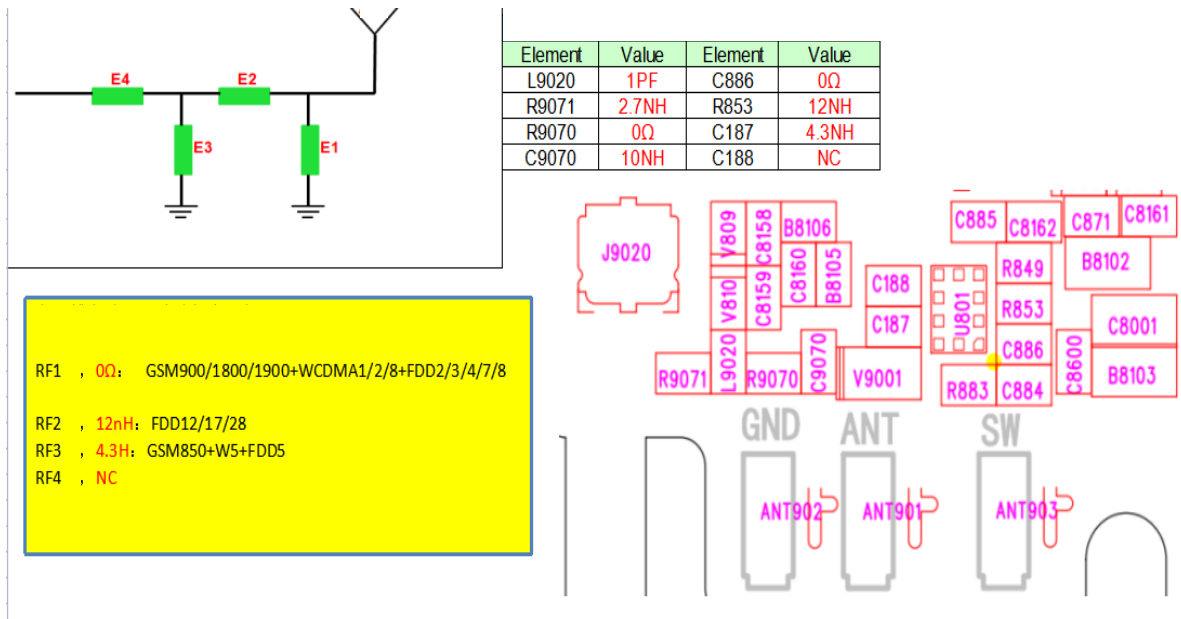 E4
E2
E3
E1
Element Value Element Value
L9020 1PF C886 0Ω
R9071 2.7NH R853 12NH
R9070 0Ω C187 4.3NH
C9070 10NH C188 NC
RF1 , 0Ω: GSM900/1800/1900+WCDMA1/2/8+FDD2/3/4/7/8
RF2 , 12nH: FDD12/17/28
RF3 , 4.3H: GSM850+W5+FDD5
RF4 , NC
J9020
V809
C8158
B8106
C8160
B8105
V810
C8159
C188
C187
R9071
L9020
R9070
C9070
V9001
C885
C8162
C871
C8161
R849
B8102
U801
R853
C886
C8001
C8600
B8103
R883
C884
GND
ANT
SW
ANT902
ANT901
ANT903